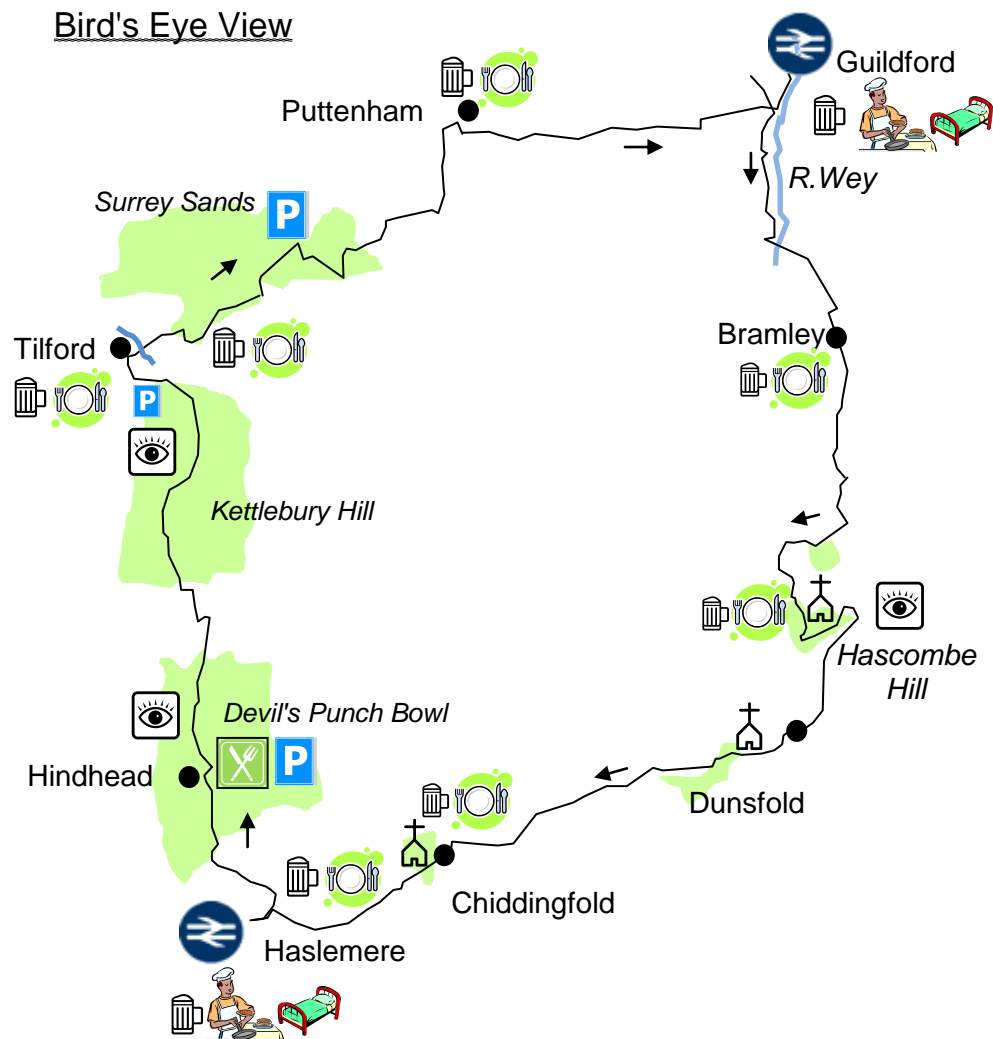 Bird's Eye View
Guildford
Puttenham
R.Wey
Surrey Sands
P
Tilford
Bramley
P
Kettlebury Hill
Hascombe
Hill
Devil's Punch Bowl
P
Hindhead
Dunsfold
Chiddingfold
Haslemere